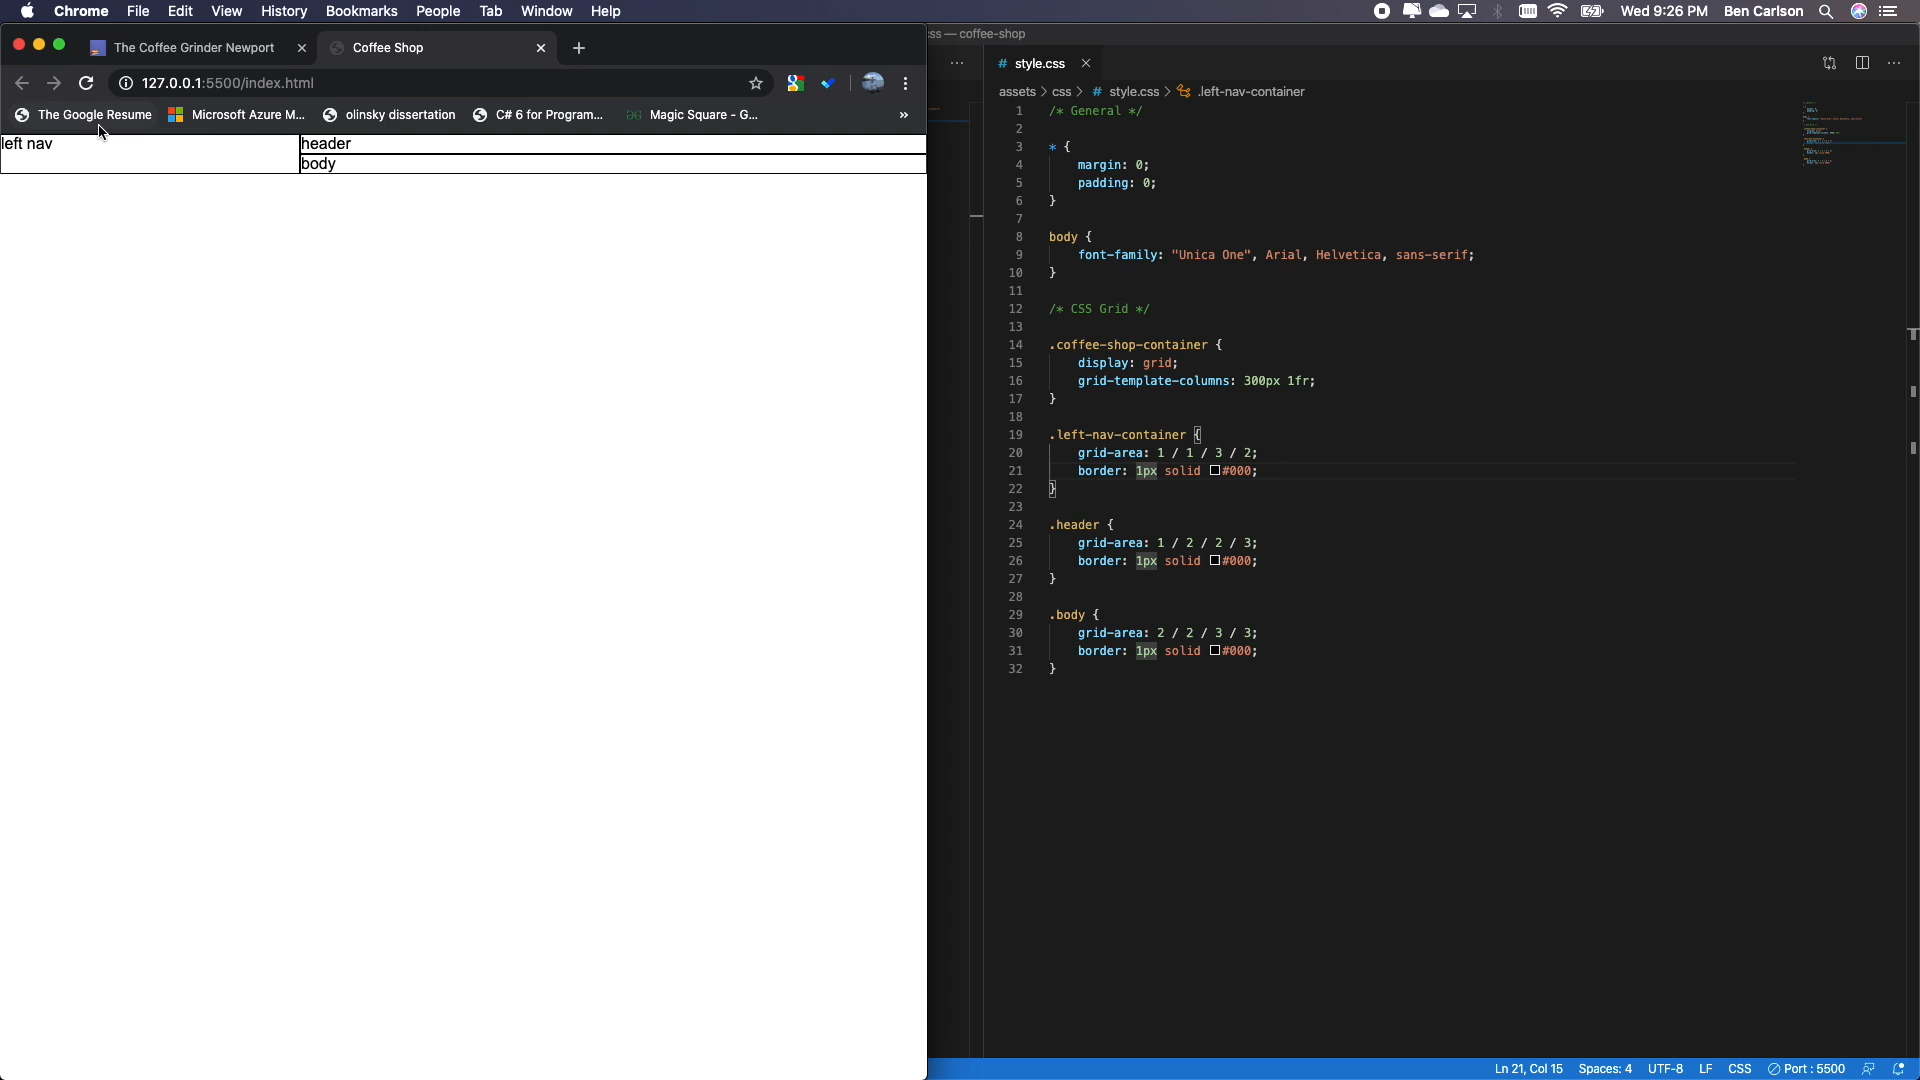 Chrome File Edit View History Bookmarks People Tab Window Help Wed 9:26 PM Ben Carlson
The Coffee Grinder Newport Coffee Shop
css — coffee-shop
127.0.0.1:5500/index.html
The Google Resume Microsoft Azure M... olinsky dissertation C# 6 for Program... Magic Square - G... »
left nav
header
body
# style.css
assets > css > # style.css > .left-nav-container
1 /* General */
2
3 * {
4 margin: 0;
5 padding: 0;
6 }
7
8 body {
9 font-family: "Unica One", Arial, Helvetica, sans-serif;
10 }
11
12 /* CSS Grid */
13
14 .coffee-shop-container {
15 display: grid;
16 grid-template-columns: 300px 1fr;
17 }
18
19 .left-nav-container {
20 grid-area: 1 / 1 / 3 / 2;
21 border: 1px solid #000;
22 }
23
24 .header {
25 grid-area: 1 / 2 / 2 / 3;
26 border: 1px solid #000;
27 }
28
29 .body {
30 grid-area: 2 / 2 / 3 / 3;
31 border: 1px solid #000;
32 }
Ln 21, Col 15 Spaces: 4 UTF-8 LF CSS Port : 5500